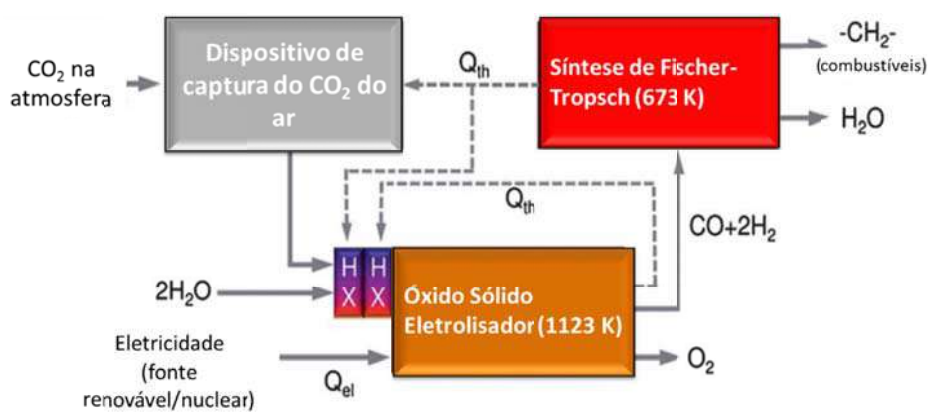 CO₂ na
atmosfera
Dispositivo de
captura do CO₂ do
ar
Qth
Síntese de Fischer-
Tropsch (673 K)
-CH₂-
(combustíveis)
H₂O
Qth
CO+2H₂
2H₂O
H
X
H
X
Óxido Sólido
Eletrolisador (1123 K)
Eletricidade
(fonte
renovável/nuclear)
Qel
O₂